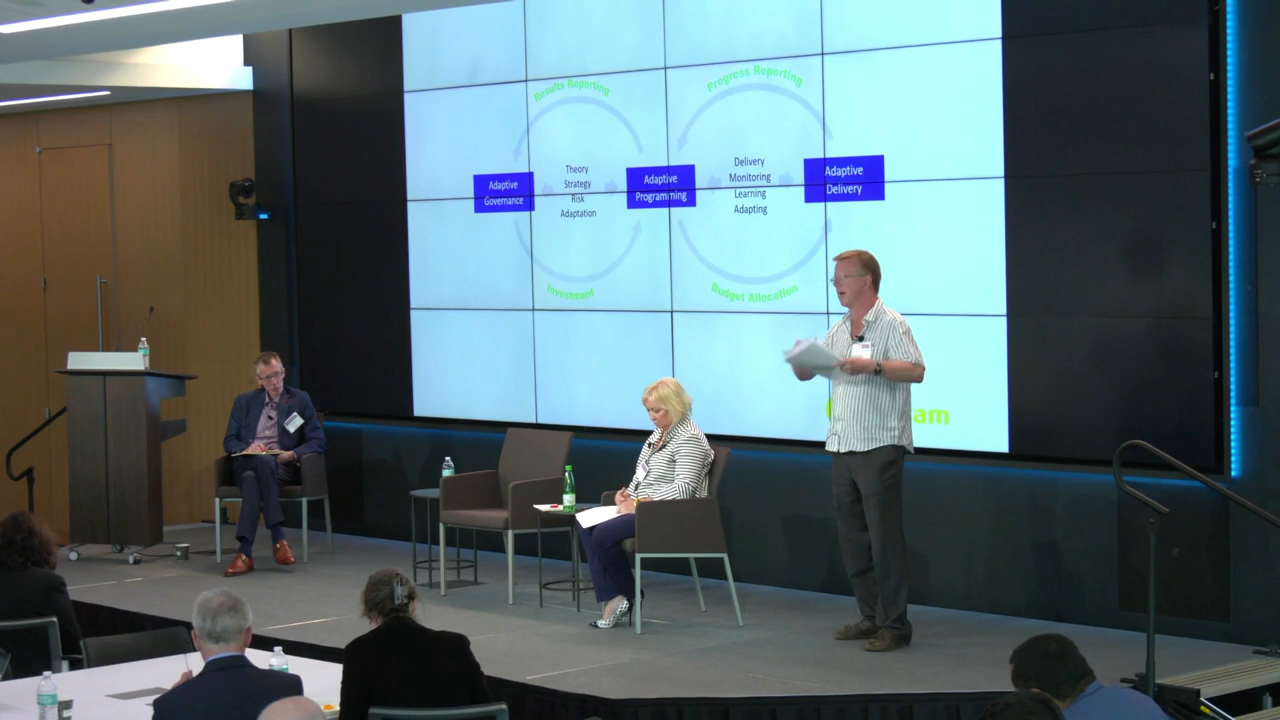 Results Reporting
Progress Reporting
Adaptive
Governance
Theory
Strategy
Risk
Adaptation
Adaptive
Programming
Delivery
Monitoring
Learning
Adapting
Adaptive
Delivery
Investment
Budget Allocation
am